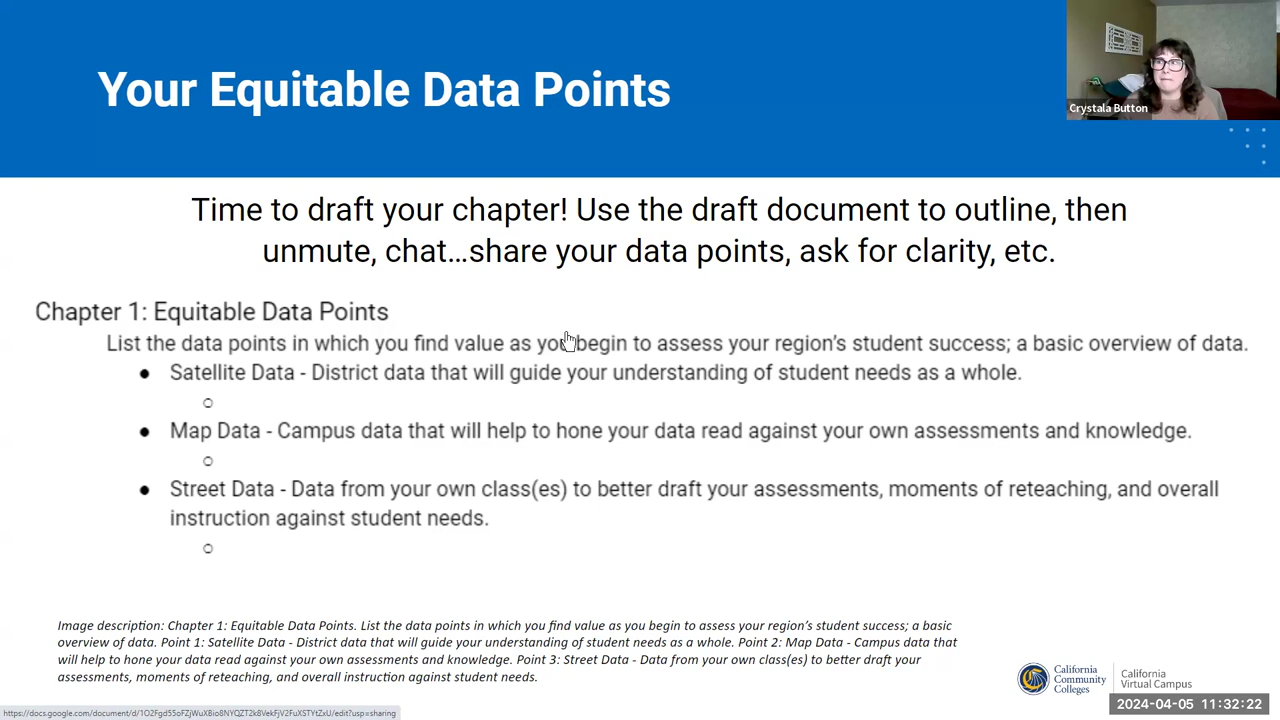 Your Equitable Data Points
Crystala Button
Time to draft your chapter! Use the draft document to outline, then
unmute, chat...share your data points, ask for clarity, etc.
Chapter 1: Equitable Data Points
List the data points in which you find value as you begin to assess your region's student success; a basic overview of data.
● Satellite Data - District data that will guide your understanding of student needs as a whole.
○
● Map Data - Campus data that will help to hone your data read against your own assessments and knowledge.
○
● Street Data - Data from your own class(es) to better draft your assessments, moments of reteaching, and overall
instruction against student needs.
○
Image description: Chapter 1: Equitable Data Points. List the data points in which you find value as you begin to assess your region's student success; a basic
overview of data. Point 1: Satellite Data - District data that will guide your understanding of student needs as a whole. Point 2: Map Data - Campus data that
will help to hone your data read against your own assessments and knowledge. Point 3: Street Data - Data from your own class(es) to better draft your
assessments, moments of reteaching, and overall instruction against student needs.
California
Community
Colleges
California
Virtual Campus
2024-04-05 11:32:22
https://docs.google.com/document/d/1O2Fgd55oFZjWuXBio8NYQZT2k8VekFjV2FuXSTYtZxU/edit?usp=sharing